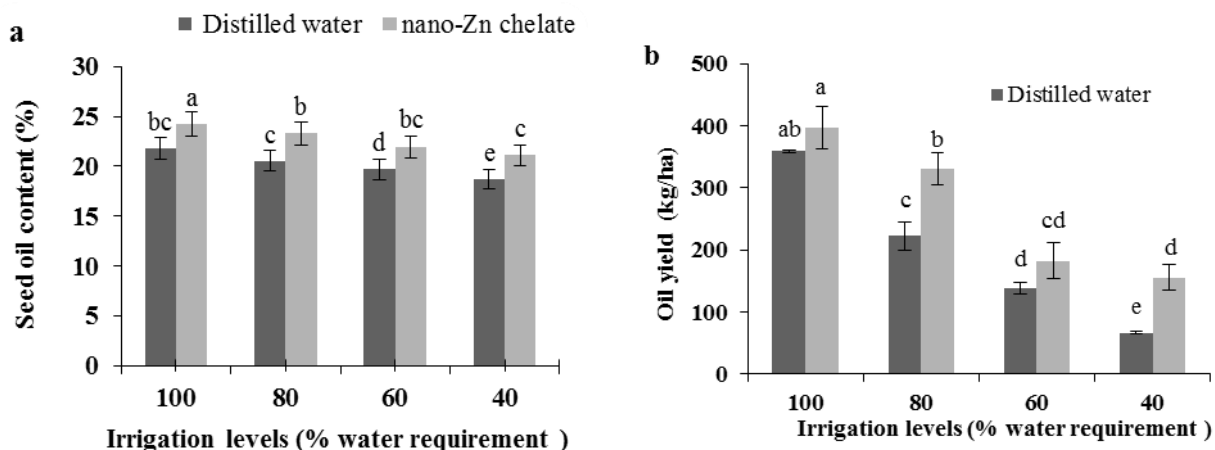 a
Distilled water nano-Zn chelate
Seed oil content (%)
30
25
20
15
10
5
0
bc a c b d bc e c
100 80 60 40
Irrigation levels (% water requirement )
b
Distilled water
Oil yield (kg/ha)
500
400
300
200
100
0
ab a c b d cd e d
100 80 60 40
Irrigation levels (% water requirement )